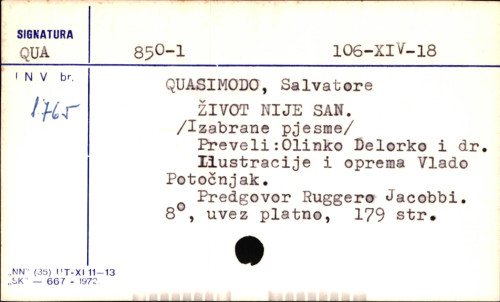 SIGNATURA
QUA 850-1 106-XIV-18
INV br.
1765
QUASIMODO, Salvatore
ŽIVOT NIJE SAN.
/Izabrane pjesme/
Preveli:Olinko Delorko i dr.
Ilustracije i oprema Vlado
Potočnjak.
Predgovor Ruggero Jacobbi.
8°, uvez platno, 179 str.
„NN" (35) UT-XI 11-13
„SK" — 667 - 1972.